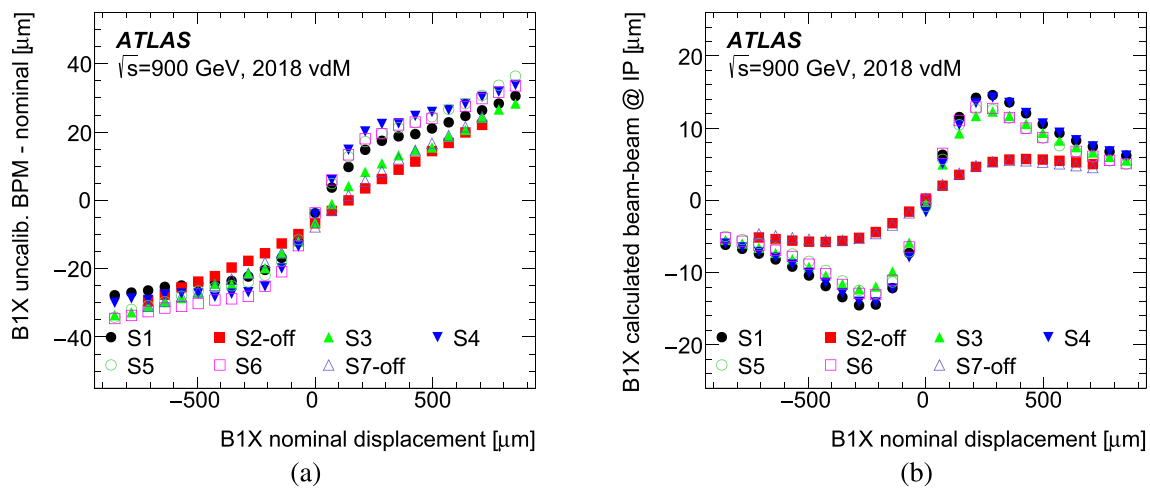 B1X uncalib. BPM - nominal [μm]
ATLAS
√s=900 GeV, 2018 vdM
40
20
0
−20
−40
S1 S2-off S3 S4
S5 S6 S7-off
−500 0 500
B1X nominal displacement [μm]
(a)
B1X calculated beam-beam @ IP [μm]
ATLAS
√s=900 GeV, 2018 vdM
20
10
0
−10
−20
S1 S2-off S3 S4
S5 S6 S7-off
−500 0 500
B1X nominal displacement [μm]
(b)